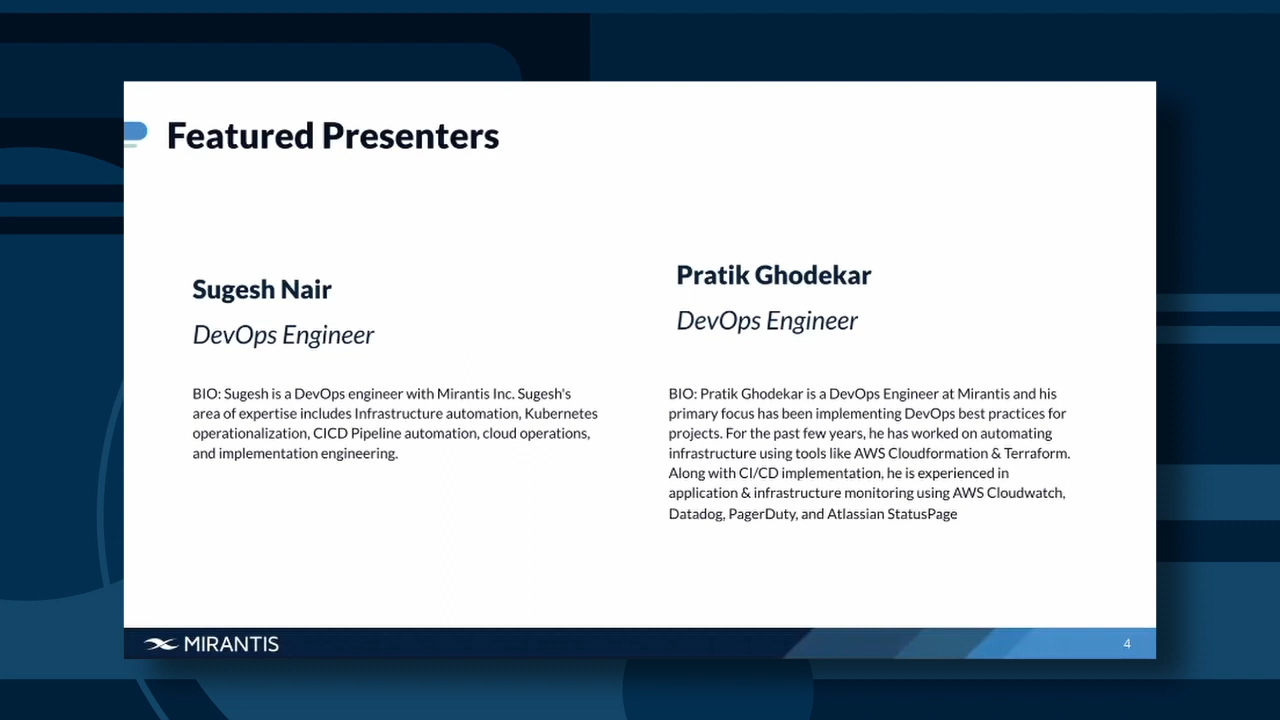 Featured Presenters
Sugesh Nair
DevOps Engineer
BIO: Sugesh is a DevOps engineer with Mirantis Inc. Sugesh's
area of expertise includes Infrastructure automation, Kubernetes
operationalization, CICD Pipeline automation, cloud operations,
and implementation engineering.
Pratik Ghodekar
DevOps Engineer
BIO: Pratik Ghodekar is a DevOps Engineer at Mirantis and his
primary focus has been implementing DevOps best practices for
projects. For the past few years, he has worked on automating
infrastructure using tools like AWS Cloudformation & Terraform.
Along with CI/CD implementation, he is experienced in
application & infrastructure monitoring using AWS Cloudwatch,
Datadog, PagerDuty, and Atlassian StatusPage
MIRANTIS
4